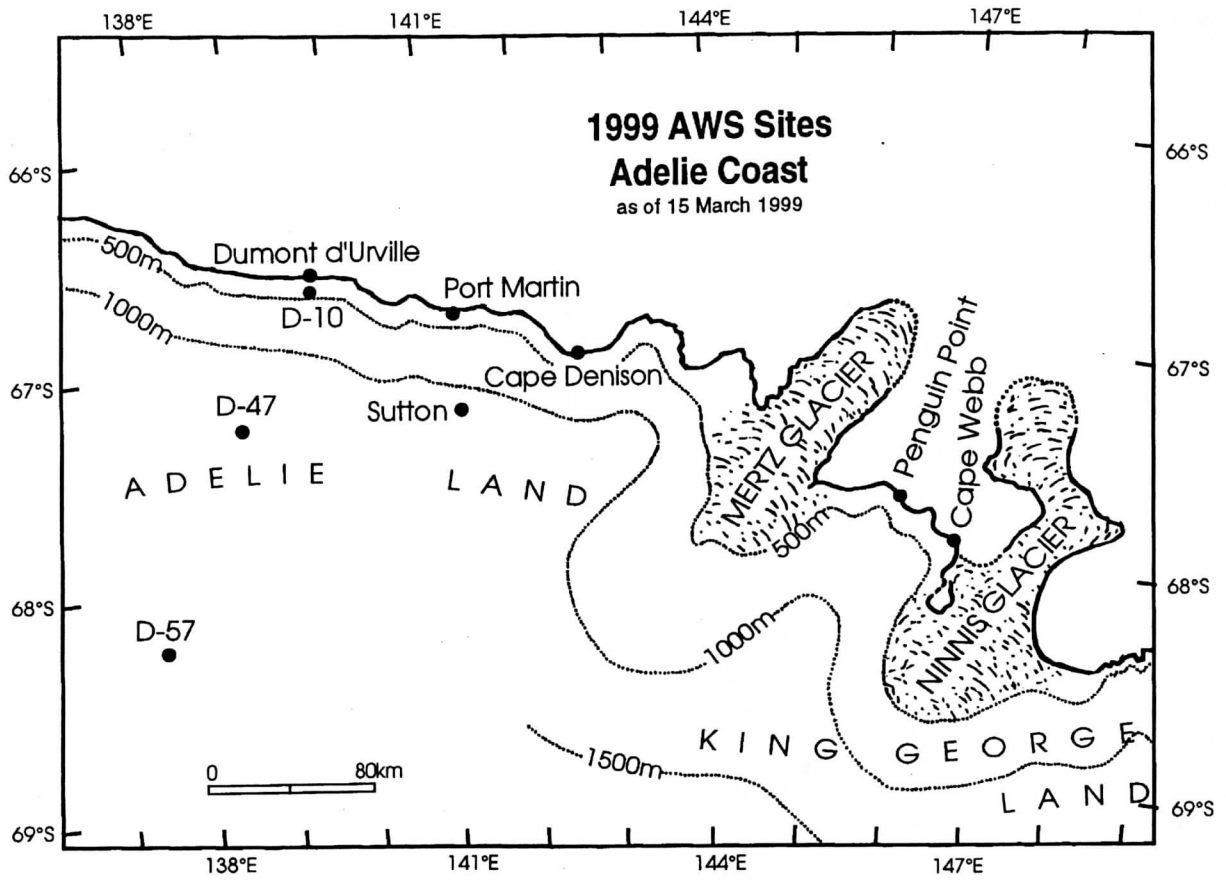 138°E 141°E 144°E 147°E
1999 AWS Sites
Adelie Coast
as of 15 March 1999
66°S 66°S
500m
Dumont d'Urville
D-10
Port Martin
1000m
Cape Denison
Sutton
67°S 67°S
D-47
MERTZ GLACIER
Penguin Point
Cape Webb
ADELIE LAND
500m
NINNIS GLACIER
68°S 68°S
D-57
1000m
KING GEORGE
LAND
1500m
0 80km
69°S 69°S
138°E 141°E 144°E 147°E